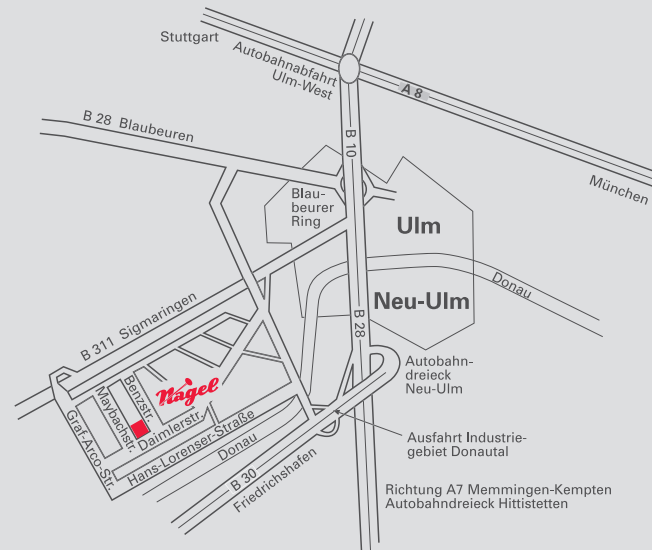 Stuttgart
Autobahnabfahrt
Ulm-West
A 8
München
B 28 Blaubeuren
B 10
Blau-
beurer
Ring
Ulm
Neu-Ulm
Donau
B 311 Sigmaringen
B 28
Autobahn-
dreieck
Neu-Ulm
Nagel
Benzstr.
Maybachstr.
Graf-Arco-Str.
Daimlerstr.
Hans-Lorenser-Straße
Donau
B 30
Friedrichshafen
Ausfahrt Industrie-
gebiet Donautal
Richtung A7 Memmingen-Kempten
Autobahndreieck Hittistetten